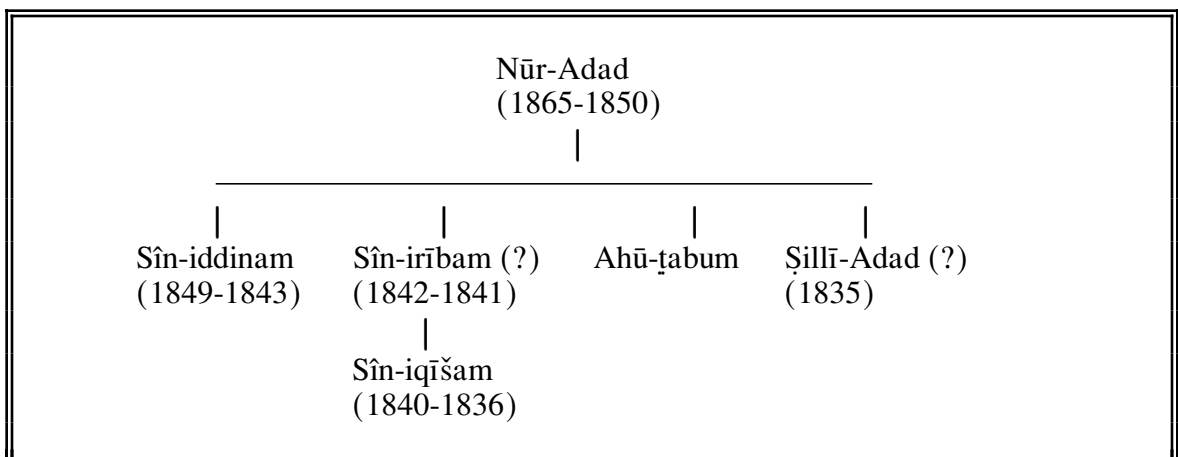 Nūr-Adad
(1865-1850)
Sîn-iddinam Sîn-irībam (?) Ahū-ṭabum Ṣillī-Adad (?)
(1849-1843) (1842-1841) (1835)
Sîn-iqīšam
(1840-1836)